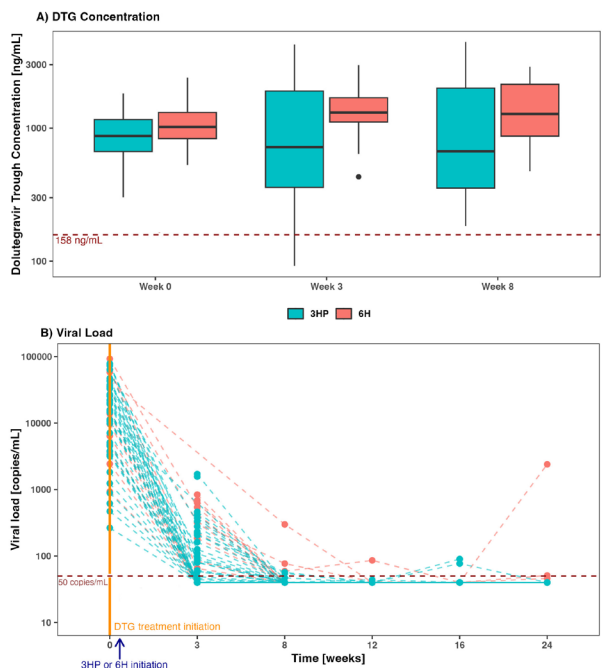 A) DTG Concentration
Dolutegravir Trough Concentration [ng/mL]
3000
1000
300
100
158 ng/mL
Week 0
Week 3
Week 8
3HP
6H
B) Viral Load
Viral load [copies/mL]
100000
10000
1000
100
10
50 copies/mL
DTG treatment initiation
0
3
8
12
16
24
Time [weeks]
3HP or 6H initiation